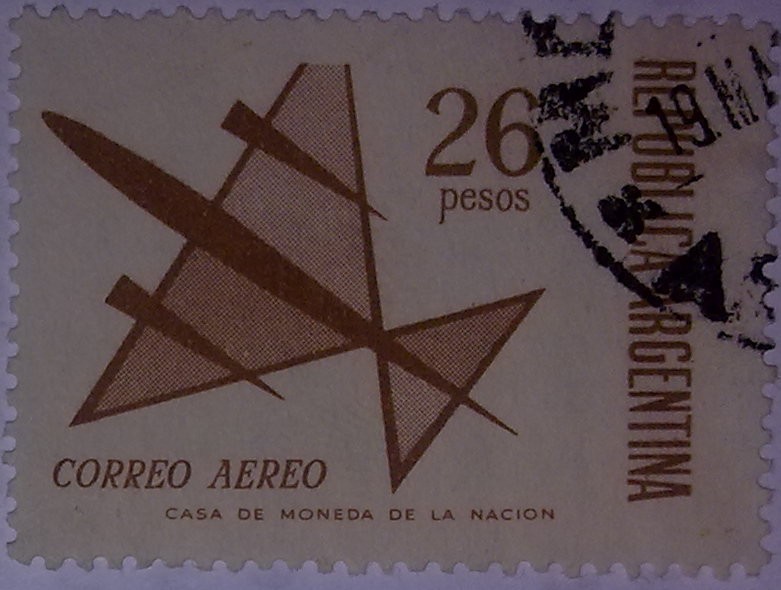 26
pesos
REPUBLICA ARGENTINA
CORREO AEREO
CASA DE MONEDA DE LA NACION